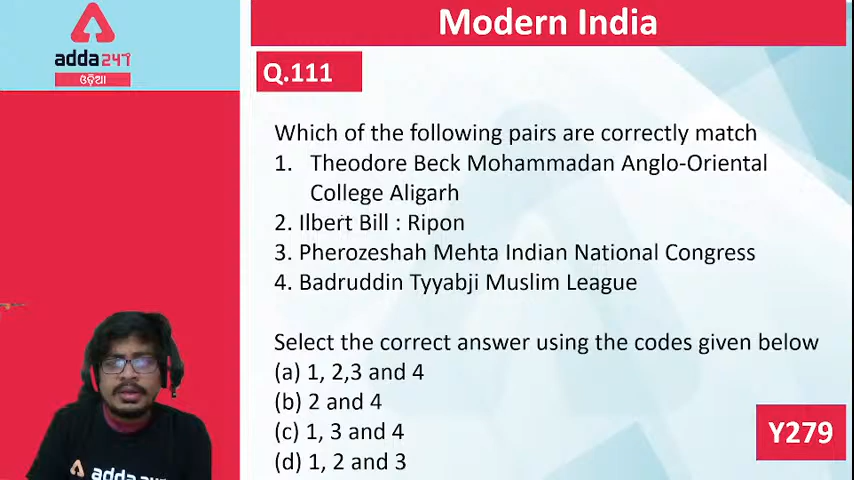 adda247
ଓଡ଼ିଆ
Modern India
Q.111
Which of the following pairs are correctly match
1. Theodore Beck Mohammadan Anglo-Oriental
College Aligarh
2. Ilbert Bill : Ripon
3. Pherozeshah Mehta Indian National Congress
4. Badruddin Tyyabji Muslim League
Select the correct answer using the codes given below
(a) 1, 2,3 and 4
(b) 2 and 4
(c) 1, 3 and 4
(d) 1, 2 and 3
Y279
adda247